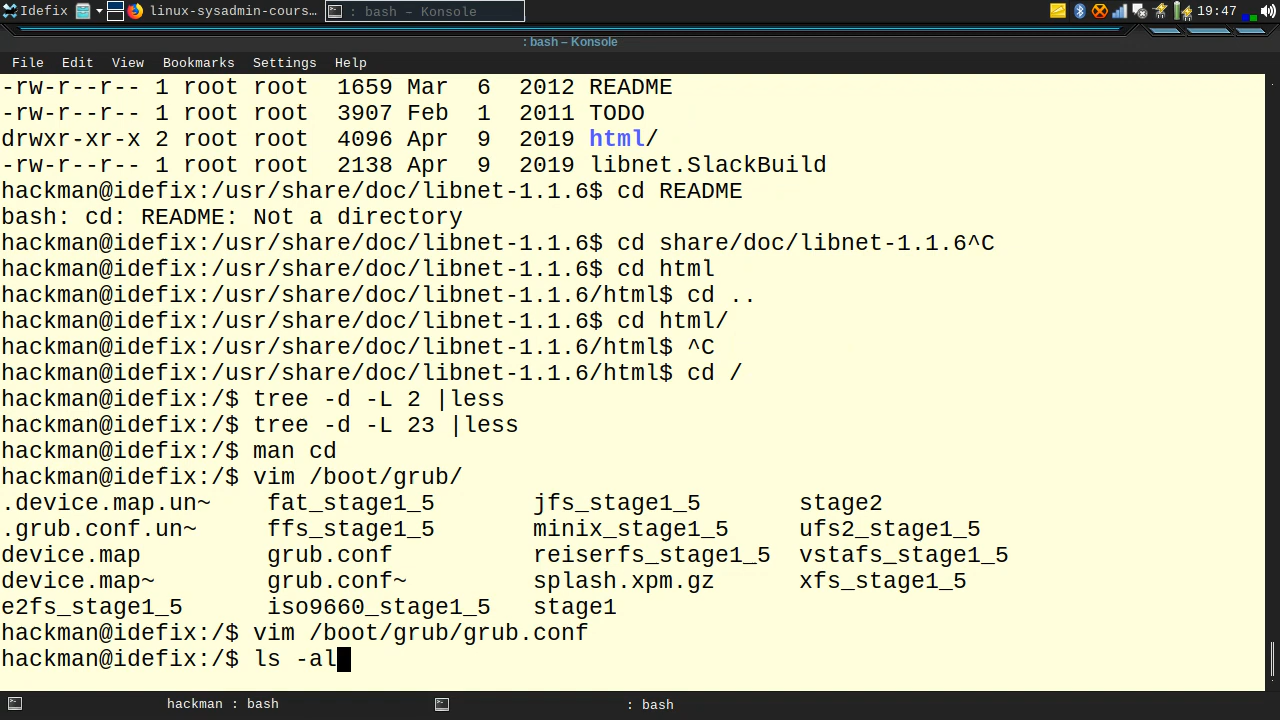 Idefix linux-sysadmin-cours... : bash – Konsole 19:47
: bash – Konsole
File Edit View Bookmarks Settings Help
-rw-r--r-- 1 root root  1659 Mar  6  2012 README
-rw-r--r-- 1 root root  3907 Feb  1  2011 TODO
drwxr-xr-x 2 root root  4096 Apr  9  2019 html/
-rw-r--r-- 1 root root  2138 Apr  9  2019 libnet.SlackBuild
hackman@idefix:/usr/share/doc/libnet-1.1.6$ cd README
bash: cd: README: Not a directory
hackman@idefix:/usr/share/doc/libnet-1.1.6$ cd share/doc/libnet-1.1.6^C
hackman@idefix:/usr/share/doc/libnet-1.1.6$ cd html
hackman@idefix:/usr/share/doc/libnet-1.1.6/html$ cd ..
hackman@idefix:/usr/share/doc/libnet-1.1.6$ cd html/
hackman@idefix:/usr/share/doc/libnet-1.1.6/html$ ^C
hackman@idefix:/usr/share/doc/libnet-1.1.6/html$ cd /
hackman@idefix:/$ tree -d -L 2 |less
hackman@idefix:/$ tree -d -L 23 |less
hackman@idefix:/$ man cd
hackman@idefix:/$ vim /boot/grub/
.device.map.un~    fat_stage1_5       jfs_stage1_5       stage2
.grub.conf.un~     ffs_stage1_5       minix_stage1_5     ufs2_stage1_5
device.map         grub.conf          reiserfs_stage1_5  vstafs_stage1_5
device.map~        grub.conf~         splash.xpm.gz      xfs_stage1_5
e2fs_stage1_5      iso9660_stage1_5   stage1
hackman@idefix:/$ vim /boot/grub/grub.conf
hackman@idefix:/$ ls -al
hackman : bash : bash